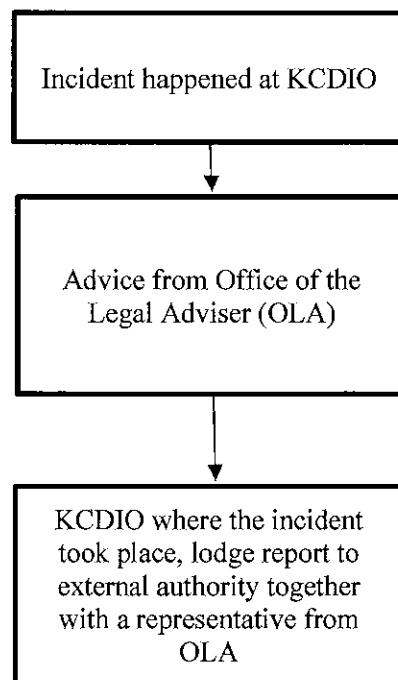 Incident happened at KCDIO
Advice from Office of the
Legal Adviser (OLA)
KCDIO where the incident
took place, lodge report to
external authority together
with a representative from
OLA